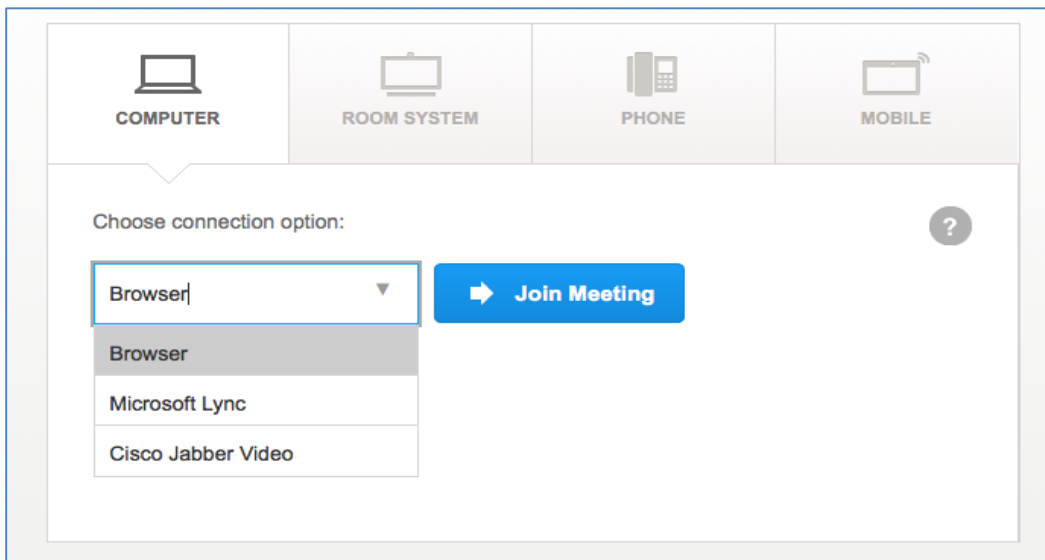 COMPUTER
ROOM SYSTEM
PHONE
MOBILE
Choose connection option:
?
Browser
Join Meeting
Browser
Microsoft Lync
Cisco Jabber Video